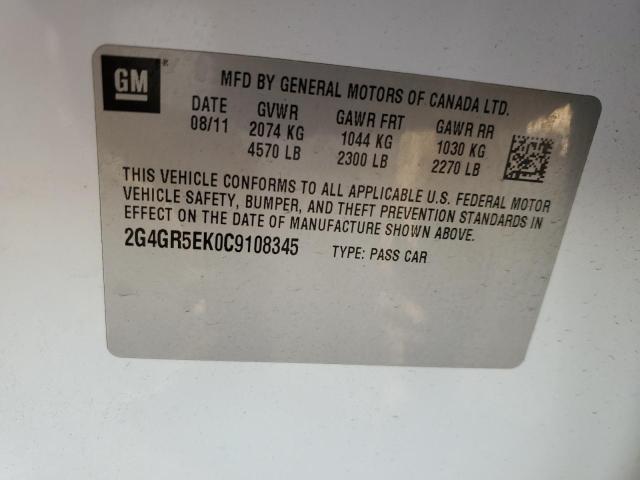 GM ®
MFD BY GENERAL MOTORS OF CANADA LTD.
DATE GVWR GAWR FRT GAWR RR
08/11 2074 KG 1044 KG 1030 KG
4570 LB 2300 LB 2270 LB
THIS VEHICLE CONFORMS TO ALL APPLICABLE U.S. FEDERAL MOTOR
VEHICLE SAFETY, BUMPER, AND THEFT PREVENTION STANDARDS IN
EFFECT ON THE DATE OF MANUFACTURE SHOWN ABOVE.
2G4GR5EK0C9108345 TYPE: PASS CAR